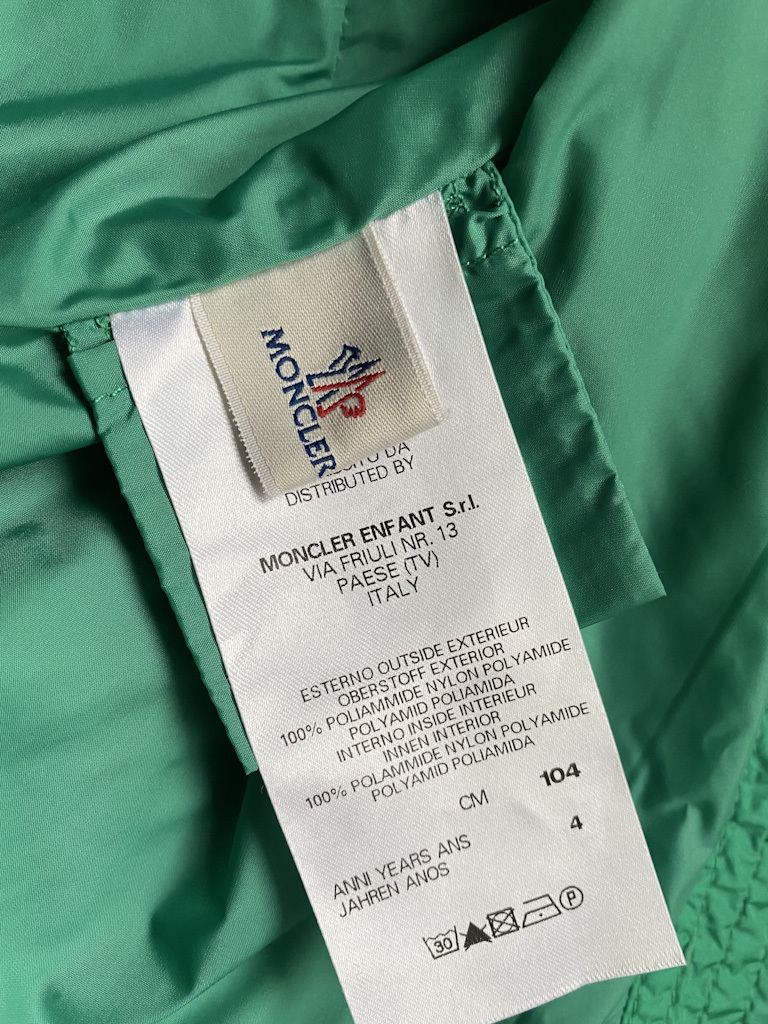 MONCLER
DA
DISTRIBUTED BY
MONCLER ENFANT S.r.l.
VIA FRIULI NR. 13
PAESE (TV)
ITALY
ESTERNO OUTSIDE EXTERIEUR
OBERSTOFF EXTERIOR
100% POLIAMMIDE NYLON POLYAMIDE
POLYAMID POLIAMIDA
INTERNO INSIDE INTERIEUR
INNEN INTERIOR
100% POLAMMIDE NYLON POLYAMIDE
POLYAMID POLIAMIDA
CM 104
ANNI YEARS ANS 4
JAHREN ANOS
30 P